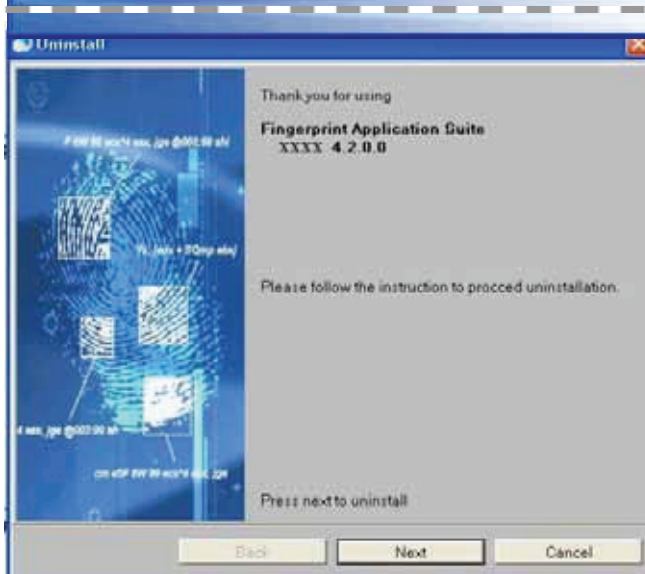 Uninstall
Thank you for using
Fingerprint Application Suite
XXXX 4.2.0.0
Please follow the instruction to procced uninstallation.
Press next to uninstall
Back
Next
Cancel